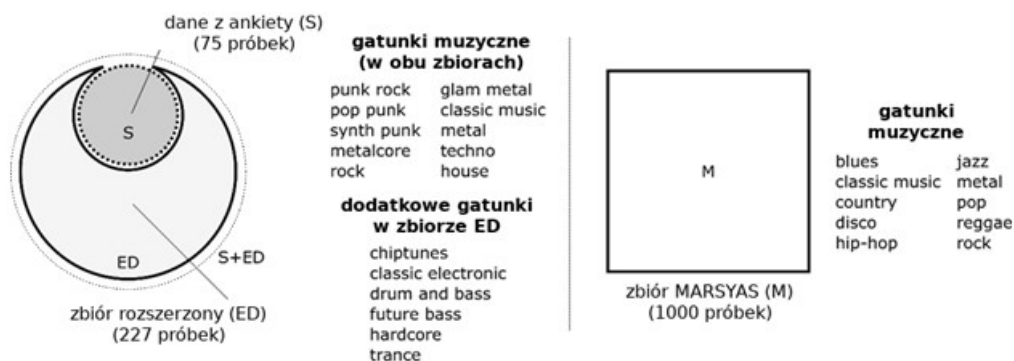 dane z ankiety (S)
(75 próbek)
S
ED
S+ED
zbiór rozszerzony (ED)
(227 próbek)
gatunki muzyczne
(w obu zbiorach)
punk rock glam metal
pop punk classic music
synth punk metal
metalcore techno
rock house
dodatkowe gatunki
w zbiorze ED
chiptunes
classic electronic
drum and bass
future bass
hardcore
trance
M
zbiór MARSYAS (M)
(1000 próbek)
gatunki
muzyczne
blues jazz
classic music metal
country pop
disco reggae
hip-hop rock